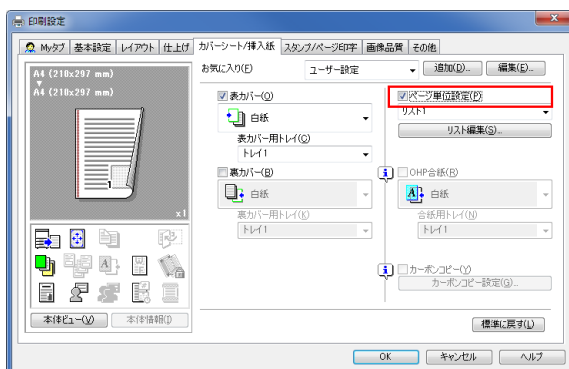 印刷設定
Myタブ 基本設定 レイアウト 仕上げ カバーシート/挿入紙 スタンプ/ページ印字 画像品質 その他
お気に入り(F) ユーザー設定 追加(D)... 編集(E)...
A4 (210x297 mm)
A4 (210x297 mm)
1
x1
表カバー(O)
白紙
表カバー用トレイ(C)
トレイ1
裏カバー(B)
白紙
裏カバー用トレイ(K)
トレイ1
ページ単位設定(P)
リスト1
リスト編集(S)...
OHP合紙(R)
白紙
合紙用トレイ(N)
トレイ1
カーボンコピー(Y)
カーボンコピー設定(G)...
本体ビュー(V) 本体情報(I)
標準に戻す(L)
OK キャンセル ヘルプ